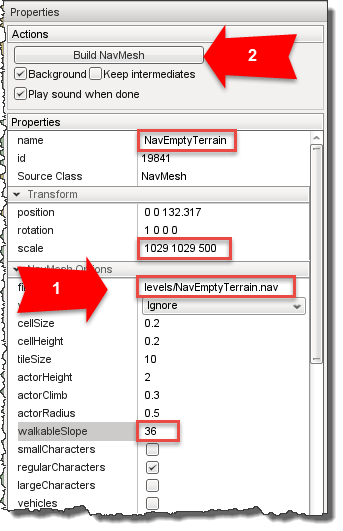 Properties
Actions
Build NavMesh
2
Background Keep intermediates
Play sound when done
Properties
name NavEmptyTerrain
id 19841
Source Class NavMesh
Transform
position 0 0 132.317
rotation 1 0 0 0
scale 1029 1029 500
NavMesh Options
1
levels/NavEmptyTerrain.nav
Ignore
cellSize 0.2
cellHeight 0.2
tileSize 10
actorHeight 2
actorClimb 0.3
actorRadius 0.5
walkableSlope 36
smallCharacters
regularCharacters
largeCharacters
vehicles